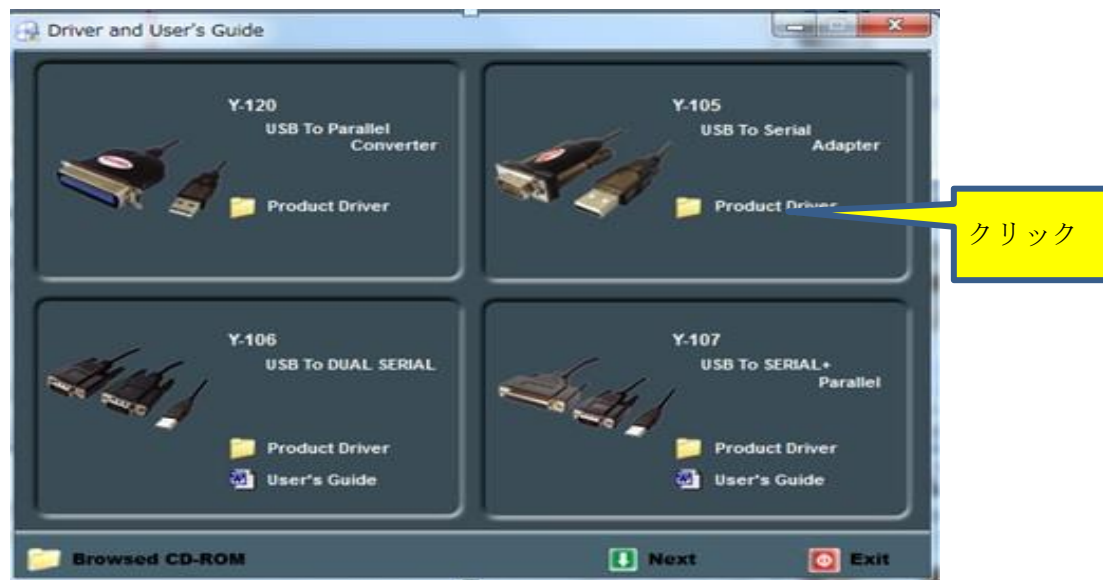 Driver and User's Guide
Y-120
USB To Parallel
Converter
Product Driver
Y-105
USB To Serial
Adapter
Product Driver
クリック
Y-106
USB To DUAL SERIAL
Product Driver
User's Guide
Y-107
USB To SERIAL+
Parallel
Product Driver
User's Guide
Browsed CD-ROM
Next
Exit